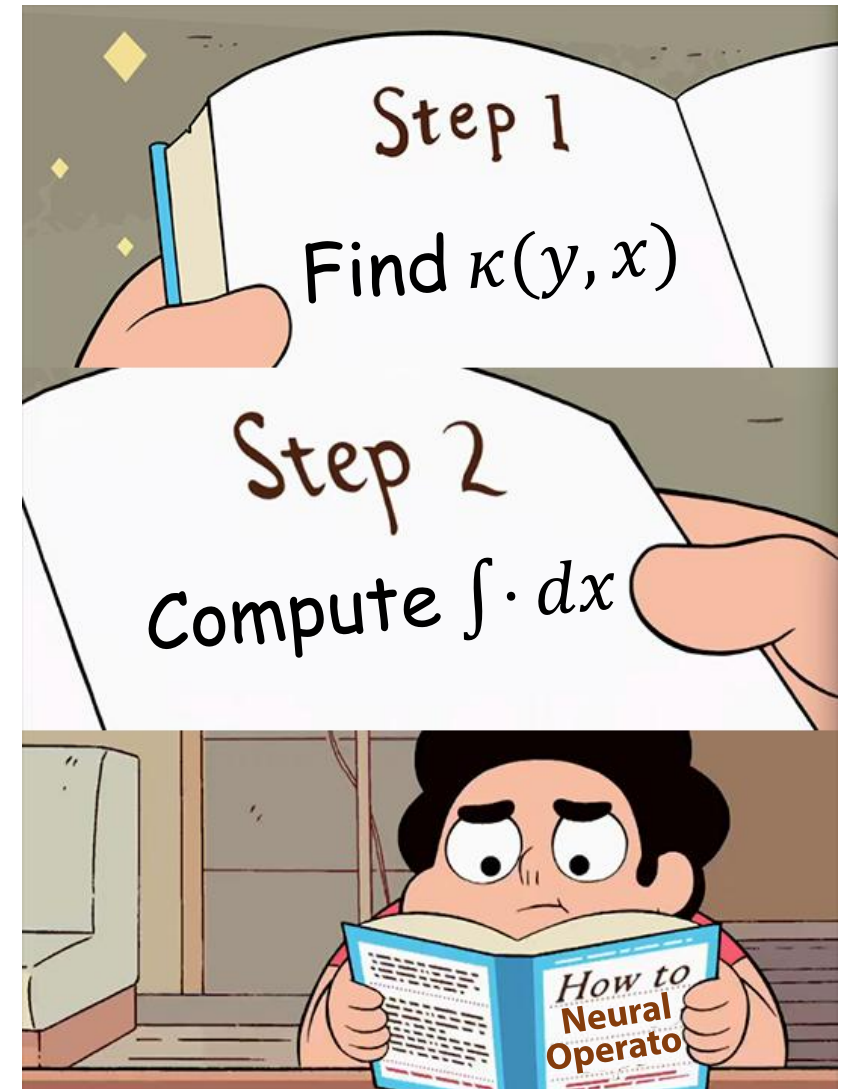 Step 1
Find κ(y, x)
Step 2
Compute ∫· dx
How to
Neural
Operato